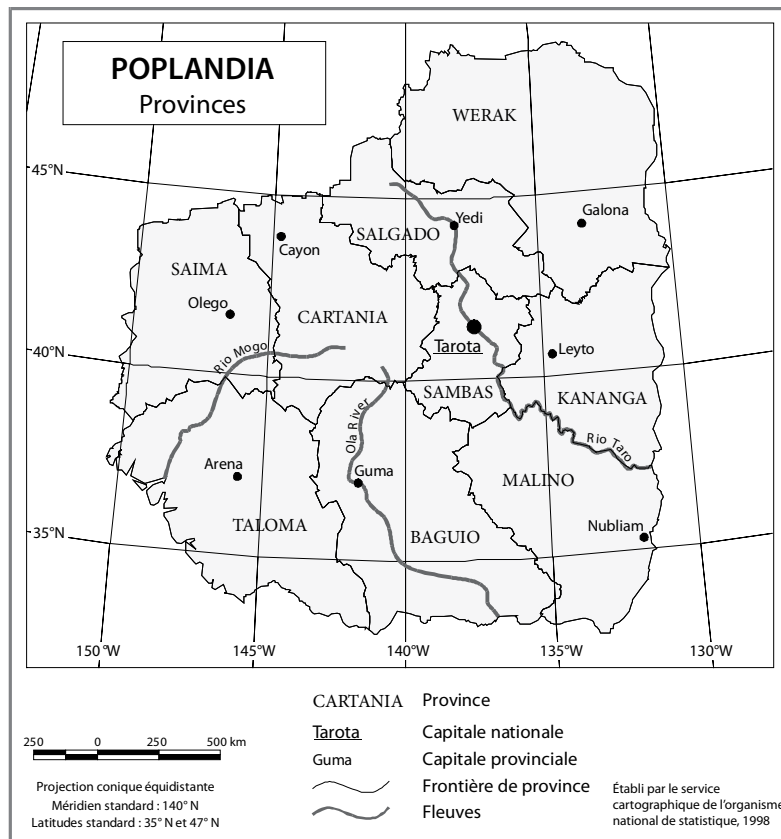 POPLANDIA
Provinces
WERAK
45°N
SALGADO
Yedi
Galona
Cayon
SAIMA
Olego
CARTANIA
Rio Mogo
40°N
Tarota
Leyto
SAMBAS
KANANGA
Ola River
Rio Taro
Arena
Guma
MALINO
TALOMA
BAGUIO
Nubliam
35°N
150°W
145°W
140°W
135°W
130°W
CARTANIA Province
Tarota Capitale nationale
Guma Capitale provinciale
Frontière de province
Fleuves
250 0 250 500 km
Projection conique équidistante
Méridien standard : 140° N
Latitudes standard : 35° N et 47° N
Établi par le service
cartographique de l'organisme
national de statistique, 1998